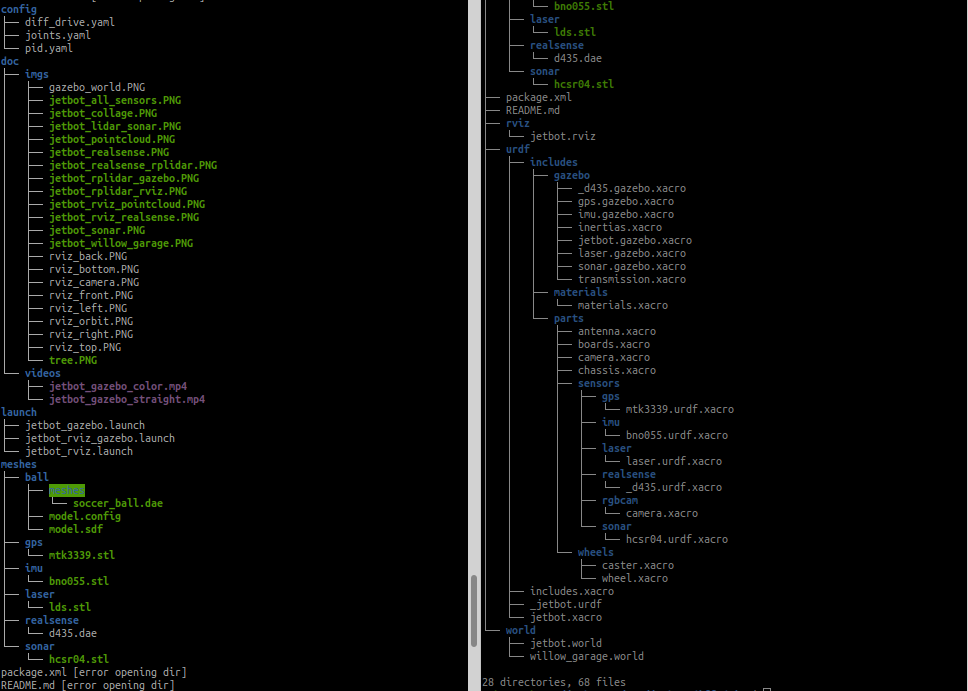 config
├── diff_drive.yaml
├── joints.yaml
└── pid.yaml
doc
├── imgs
│   ├── gazebo_world.PNG
│   ├── jetbot_all_sensors.PNG
│   ├── jetbot_collage.PNG
│   ├── jetbot_lidar_sonar.PNG
│   ├── jetbot_pointcloud.PNG
│   ├── jetbot_realsense.PNG
│   ├── jetbot_realsense_rplidar.PNG
│   ├── jetbot_rplidar_gazebo.PNG
│   ├── jetbot_rplidar_rviz.PNG
│   ├── jetbot_rviz_pointcloud.PNG
│   ├── jetbot_rviz_realsense.PNG
│   ├── jetbot_sonar.PNG
│   ├── jetbot_willow_garage.PNG
│   ├── rviz_back.PNG
│   ├── rviz_bottom.PNG
│   ├── rviz_camera.PNG
│   ├── rviz_front.PNG
│   ├── rviz_left.PNG
│   ├── rviz_orbit.PNG
│   ├── rviz_right.PNG
│   ├── rviz_top.PNG
│   └── tree.PNG
└── videos
    ├── jetbot_gazebo_color.mp4
    └── jetbot_gazebo_straight.mp4
launch
├── jetbot_gazebo.launch
├── jetbot_rviz_gazebo.launch
└── jetbot_rviz.launch
meshes
├── ball
│   ├── meshes
│   │   └── soccer_ball.dae
│   ├── model.config
│   └── model.sdf
├── gps
│   └── mtk3339.stl
├── imu
│   └── bno055.stl
├── laser
│   └── lds.stl
├── realsense
│   └── d435.dae
└── sonar
    └── hcsr04.stl
package.xml [error opening dir]
README.md [error opening dir]
│   │   └── bno055.stl
│   ├── laser
│   │   └── lds.stl
│   ├── realsense
│   │   └── d435.dae
│   └── sonar
│       └── hcsr04.stl
├── package.xml
├── README.md
├── rviz
│   └── jetbot.rviz
├── urdf
│   ├── includes
│   │   ├── gazebo
│   │   │   ├── _d435.gazebo.xacro
│   │   │   ├── gps.gazebo.xacro
│   │   │   ├── imu.gazebo.xacro
│   │   │   ├── inertias.xacro
│   │   │   ├── jetbot.gazebo.xacro
│   │   │   ├── laser.gazebo.xacro
│   │   │   ├── sonar.gazebo.xacro
│   │   │   └── transmission.xacro
│   │   ├── materials
│   │   │   └── materials.xacro
│   │   └── parts
│   │       ├── antenna.xacro
│   │       ├── boards.xacro
│   │       ├── camera.xacro
│   │       ├── chassis.xacro
│   │       ├── sensors
│   │       │   ├── gps
│   │       │   │   └── mtk3339.urdf.xacro
│   │       │   ├── imu
│   │       │   │   └── bno055.urdf.xacro
│   │       │   ├── laser
│   │       │   │   └── laser.urdf.xacro
│   │       │   ├── realsense
│   │       │   │   └── _d435.urdf.xacro
│   │       │   ├── rgbcam
│   │       │   │   └── camera.xacro
│   │       │   └── sonar
│   │       │       └── hcsr04.urdf.xacro
│   │       └── wheels
│   │           ├── caster.xacro
│   │           └── wheel.xacro
│   ├── includes.xacro
│   ├── _jetbot.urdf
│   └── jetbot.xacro
└── world
    ├── jetbot.world
    └── willow_garage.world
28 directories, 68 files